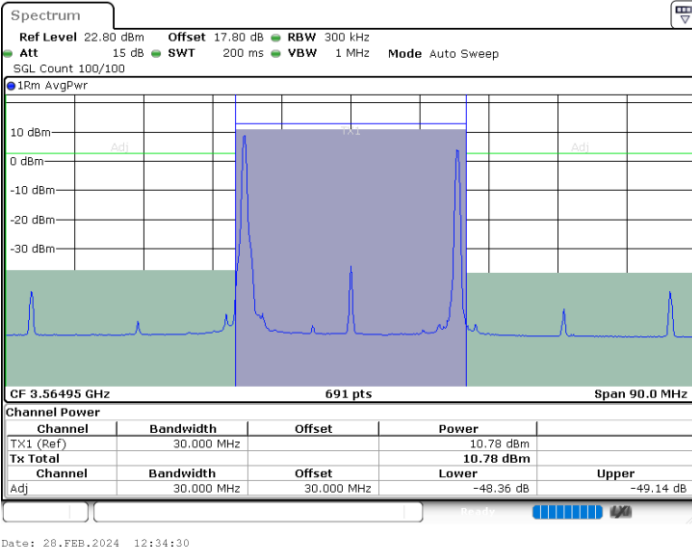 Spectrum
Ref Level 22.80 dBm Offset 17.80 dB RBW 300 kHz
Att 15 dB SWT 200 ms VBW 1 MHz Mode Auto Sweep
SGL Count 100/100
1Rm AvgPwr
TX1
10 dBm
Adj Adj
0 dBm
-10 dBm
-20 dBm
-30 dBm
CF 3.56495 GHz 691 pts Span 90.0 MHz
Channel Power
Channel Bandwidth Offset Power
TX1 (Ref) 30.000 MHz 10.78 dBm
Tx Total 10.78 dBm
Channel Bandwidth Offset Lower Upper
Adj 30.000 MHz 30.000 MHz -48.36 dB -49.14 dB
Ready
Date: 28.FEB.2024 12:34:30